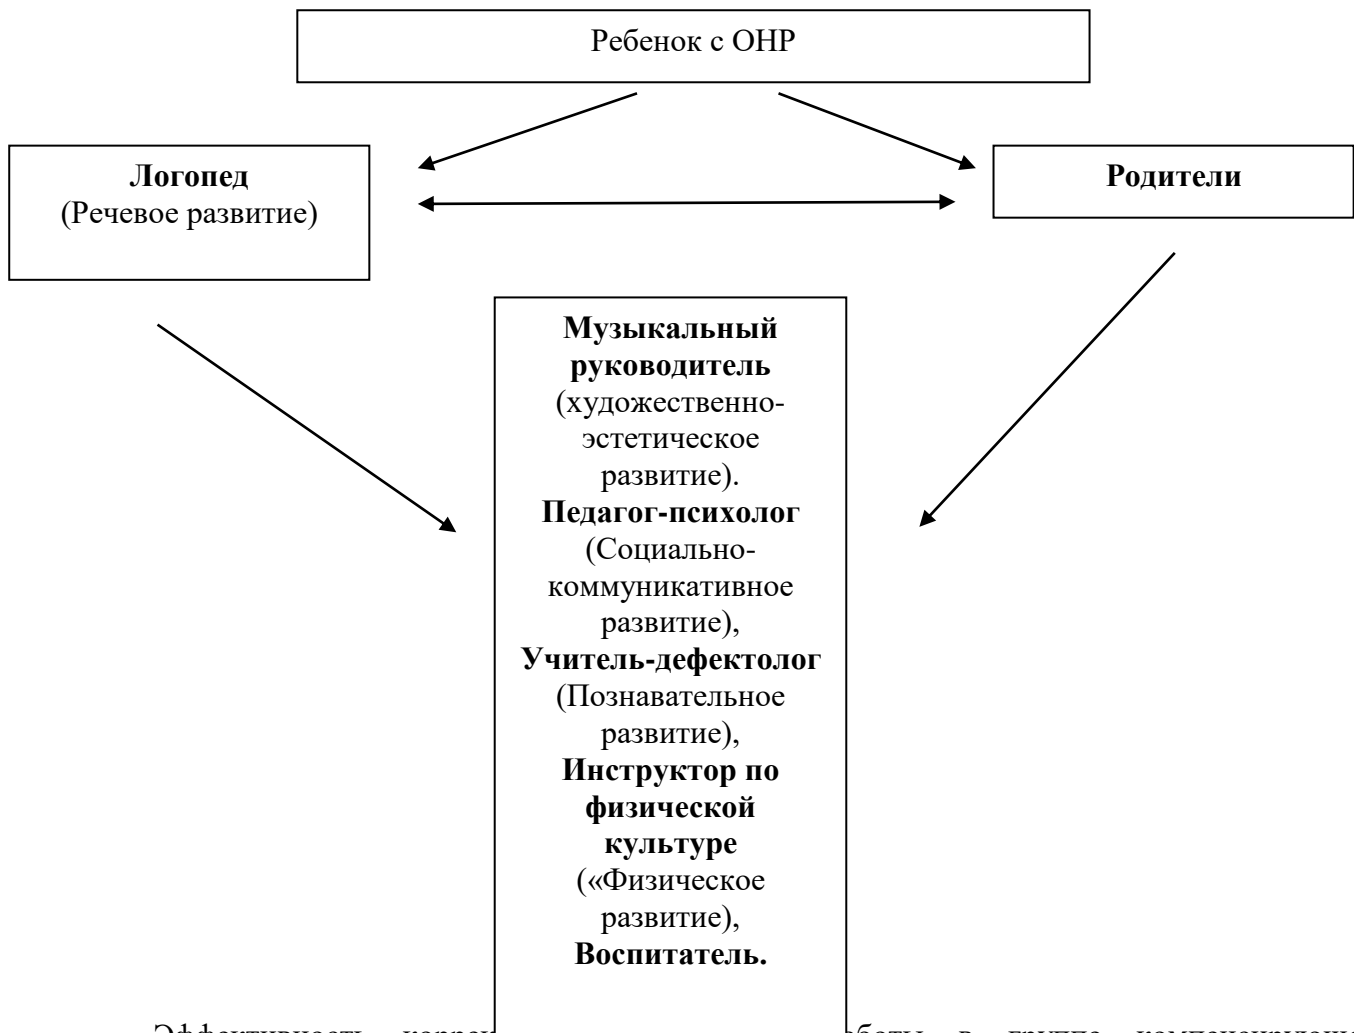 Ребенок с ОНР
Логопед
(Речевое развитие)
Родители
Музыкальный
руководитель
(художественно-
эстетическое
развитие).
Педагог-психолог
(Социально-
коммуникативное
развитие),
Учитель-дефектолог
(Познавательное
развитие),
Инструктор по
физической
культуре
(«Физическое
развитие),
Воспитатель.
Эффективность в группе